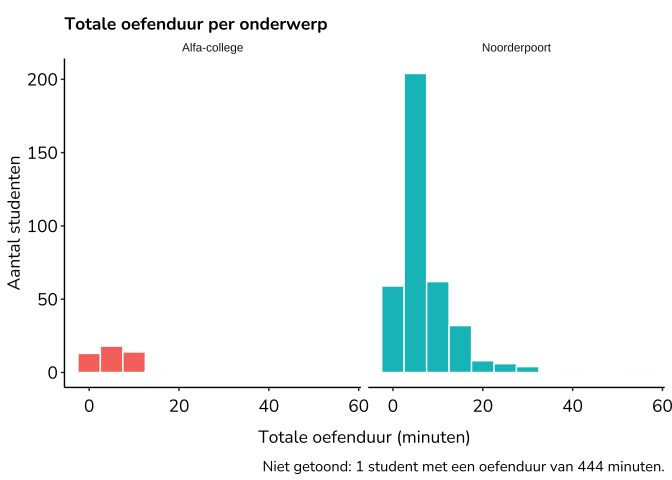 Totale oefenduur per onderwerp
Alfa-college
Noorderpoort
Aantal studenten
200
150
100
50
0
0 20 40 60
0 20 40 60
Totale oefenduur (minuten)
Niet getoond: 1 student met een oefenduur van 444 minuten.